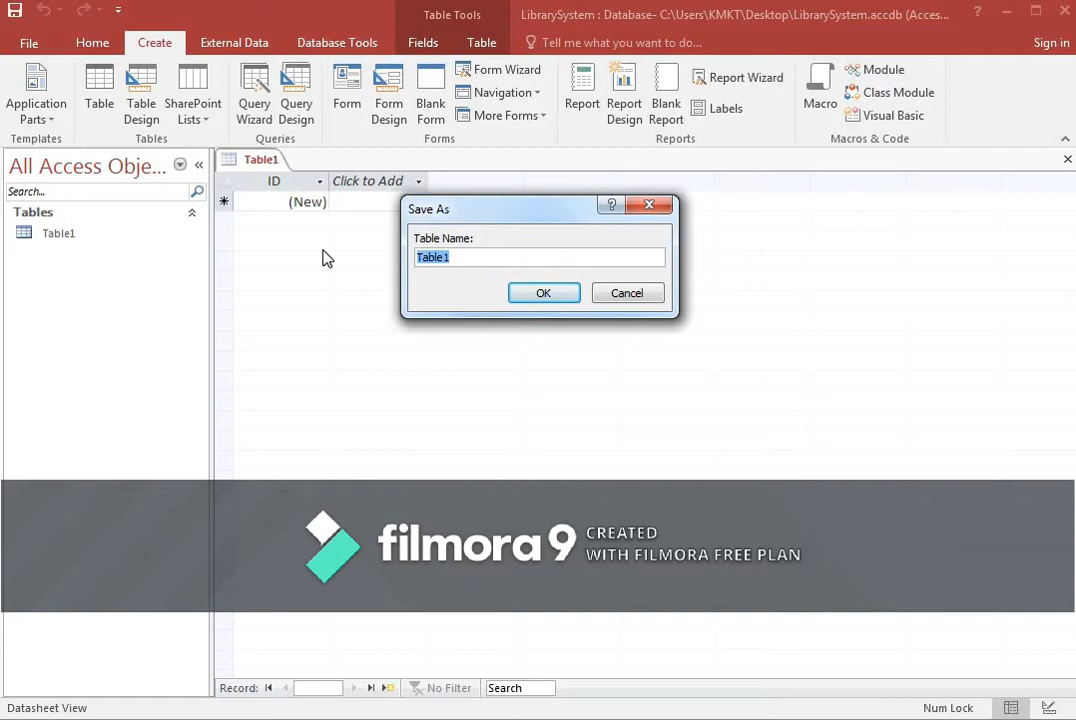 Table Tools
LibrarySystem : Database- C:\Users\KMKT\Desktop\LibrarySystem.accdb (Acces...
?
File Home Create External Data Database Tools Fields Table Tell me what you want to do... Sign in
Application Parts
Table
Table Design
SharePoint Lists
Query Wizard
Query Design
Form
Form Design
Blank Form
Form Wizard
Navigation
More Forms
Report
Report Design
Blank Report
Report Wizard
Labels
Macro
Module
Class Module
Visual Basic
Templates Tables Queries Forms Reports Macros & Code
All Access Obje...
Search...
Tables
Table1
Table1
ID Click to Add
(New)
Save As
?
Table Name:
Table1
OK Cancel
filmora 9
CREATED
WITH FILMORA FREE PLAN
Record: No Filter Search
Datasheet View Num Lock